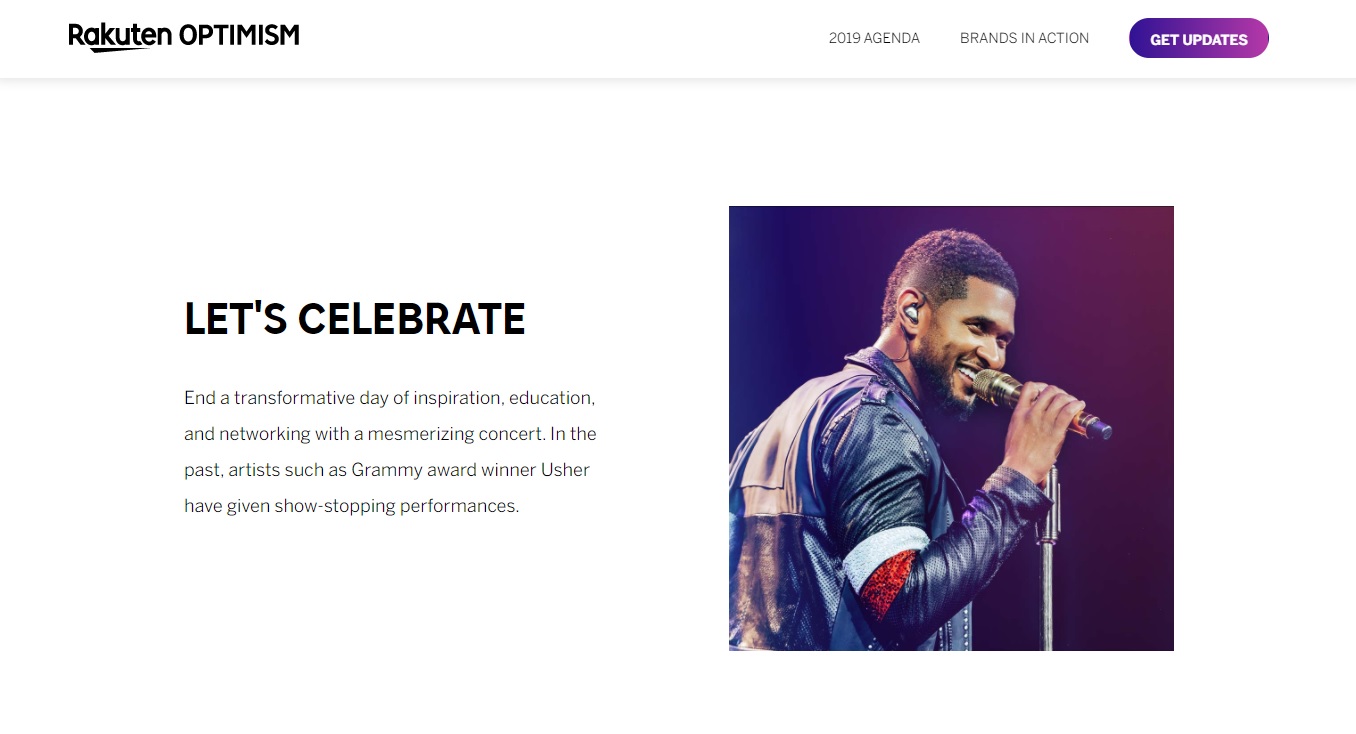 Rakuten OPTIMISM
2019 AGENDA
BRANDS IN ACTION
GET UPDATES
LET'S CELEBRATE
End a transformative day of inspiration, education,
and networking with a mesmerizing concert. In the
past, artists such as Grammy award winner Usher
have given show-stopping performances.